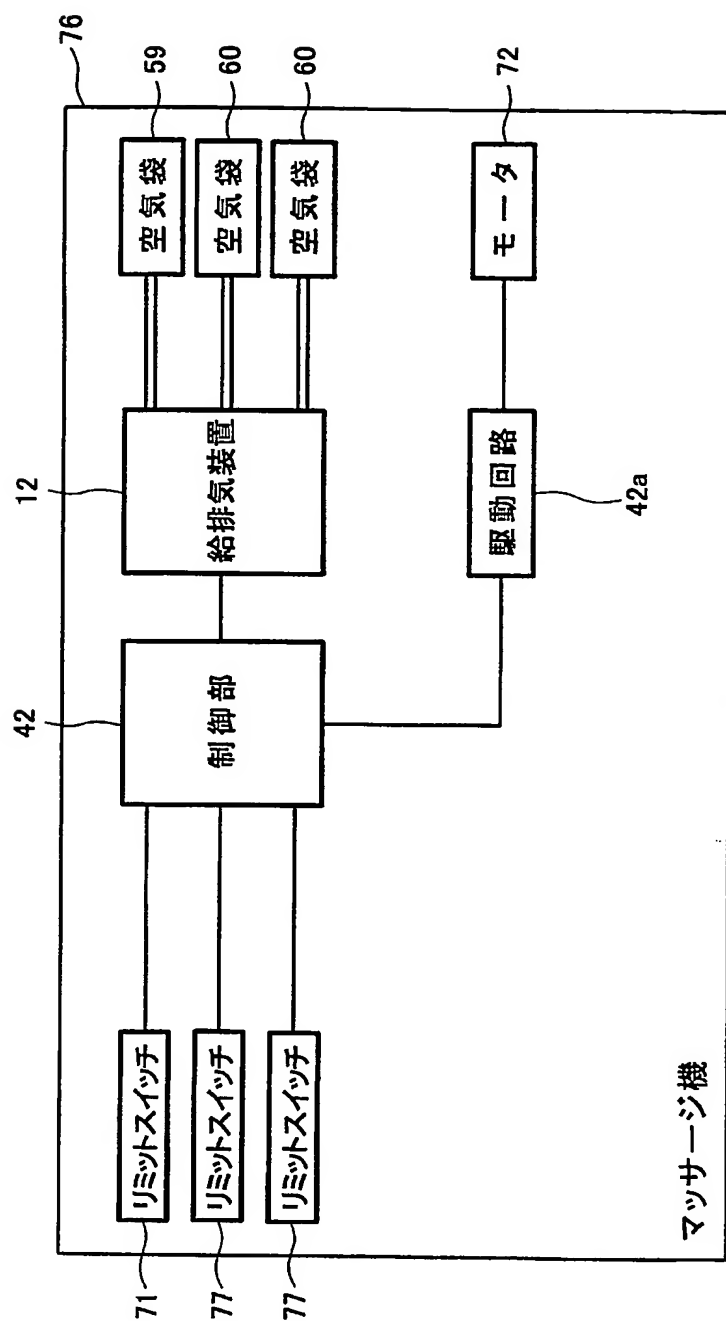 76
マッサージ機
71
リミットスイッチ
77
リミットスイッチ
77
リミットスイッチ
42
制御部
12
給排気装置
空気袋
59
空気袋
60
空気袋
60
駆動回路
42a
モータ
72